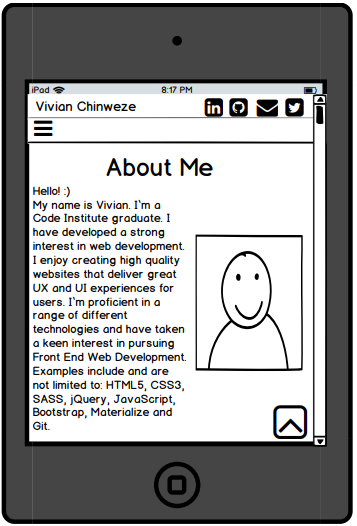 iPad 8:17 PM
Vivian Chinweze
in
About Me
Hello! :)
My name is Vivian. I`m a
Code Institute graduate. I
have developed a strong
interest in web development.
I enjoy creating high quality
websites that deliver great
UX and UI experiences for
users. I`m proficient in a
range of different
technologies and have taken
a keen interest in pursuing
Front End Web Development.
Examples include and are
not limited to: HTML5, CSS3,
SASS, jQuery, JavaScript,
Bootstrap, Materialize and
Git.